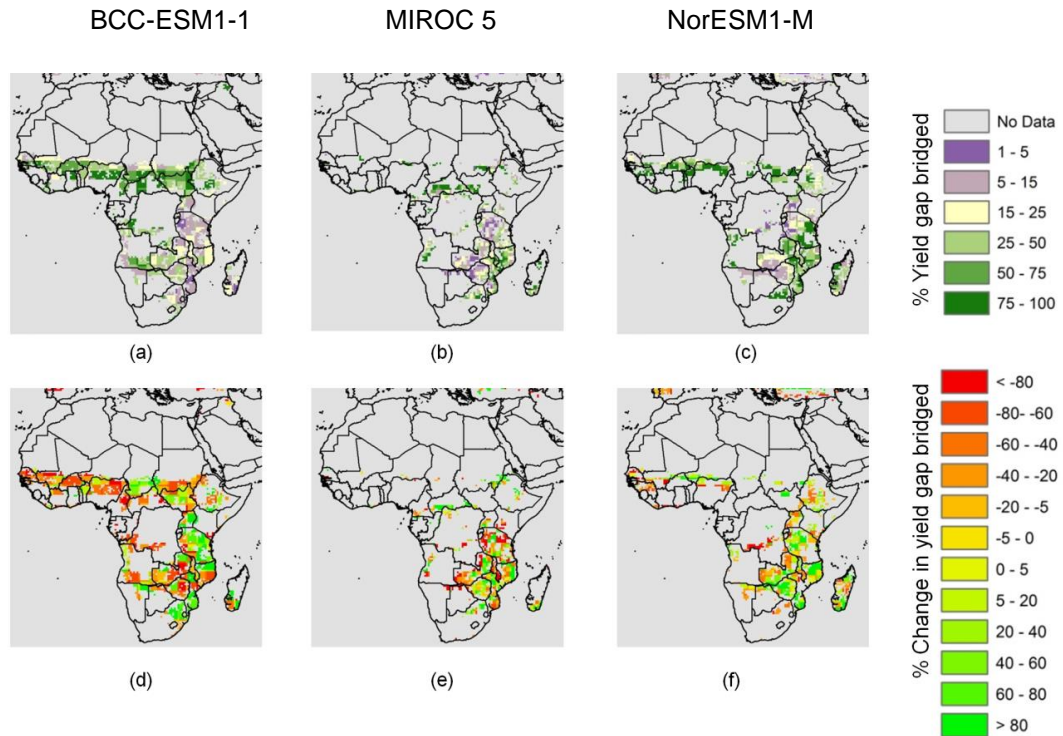 BCC-ESM1-1 MIROC 5 NorESM1-M
(a) (b) (c)
% Yield gap bridged
No Data
1 - 5
5 - 15
15 - 25
25 - 50
50 - 75
75 - 100
(d) (e) (f)
% Change in yield gap bridged
< -80
-80- -60
-60 - -40
-40 - -20
-20 - -5
-5 - 0
0 - 5
5 - 20
20 - 40
40 - 60
60 - 80
> 80